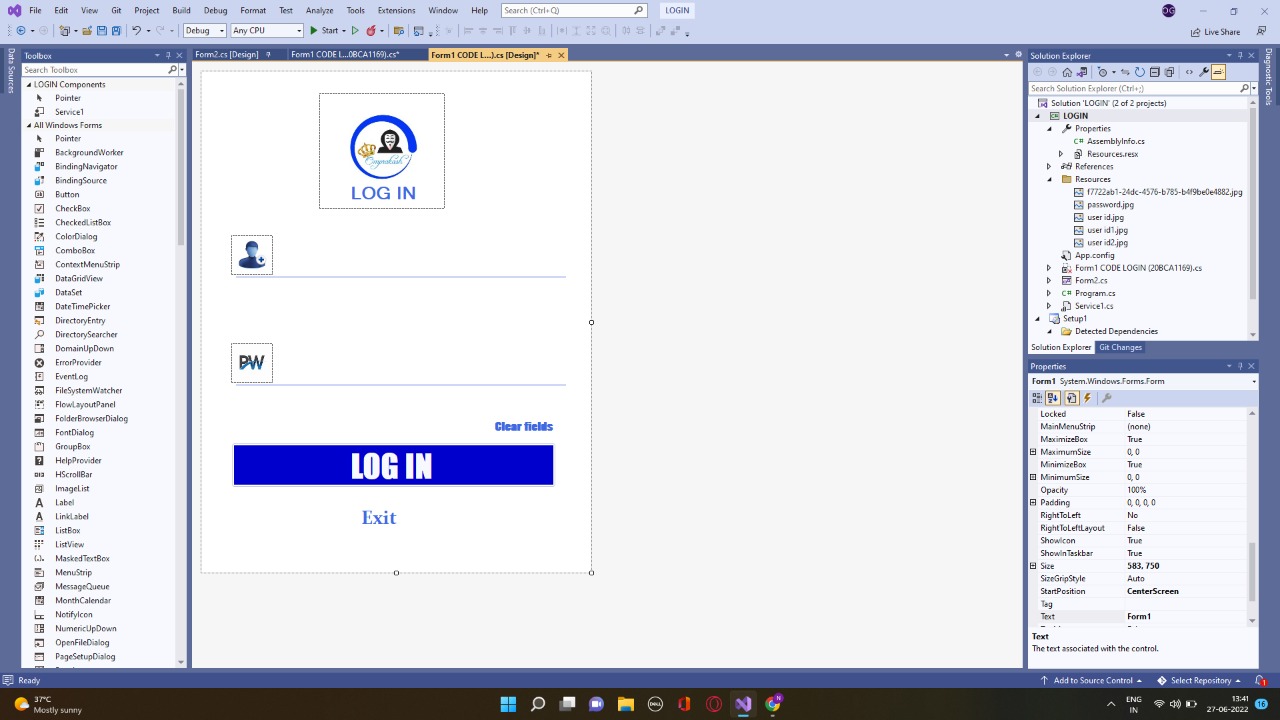 File Edit View Git Project Build Debug Format Test Analyze Tools Extensions Window Help Search (Ctrl+Q) LOGIN
Debug Any CPU Start Live Share
Data Sources
Toolbox
Search Toolbox
LOGIN Components
Pointer
Service1
All Windows Forms
Pointer
BackgroundWorker
BindingNavigator
BindingSource
Button
CheckBox
CheckedListBox
ColorDialog
ComboBox
ContextMenuStrip
DataGridView
DataSet
DateTimePicker
DirectoryEntry
DirectorySearcher
DomainUpDown
ErrorProvider
EventLog
FileSystemWatcher
FlowLayoutPanel
FolderBrowserDialog
FontDialog
GroupBox
HelpProvider
HScrollBar
ImageList
Label
LinkLabel
ListBox
ListView
MaskedTextBox
MenuStrip
MessageQueue
MonthCalendar
NotifyIcon
NumericUpDown
OpenFileDialog
PageSetupDialog
Form2.cs [Design] Form1 CODE L...0BCA1169).cs* Form1 CODE L...).cs [Design]*
LOG IN
PW
Clear fields
LOG IN
Exit
Solution Explorer
Search Solution Explorer (Ctrl+;)
Solution 'LOGIN' (2 of 2 projects)
LOGIN
Properties
AssemblyInfo.cs
Resources.resx
References
Resources
f7722ab1-24dc-4576-b785-b4f9be0e4882.jpg
password.jpg
user id.jpg
user id1.jpg
user id2.jpg
App.config
Form1 CODE LOGIN (20BCA1169).cs
Form2.cs
Program.cs
Service1.cs
Setup1
Detected Dependencies
Solution Explorer Git Changes
Diagnostic Tools
Properties
Form1 System.Windows.Forms.Form
Locked False
MainMenuStrip (none)
MaximizeBox True
MaximumSize 0, 0
MinimizeBox True
MinimumSize 0, 0
Opacity 100%
Padding 0, 0, 0, 0
RightToLeft No
RightToLeftLayout False
ShowIcon True
ShowInTaskbar True
Size 583, 750
SizeGripStyle Auto
StartPosition CenterScreen
Tag
Text Form1
Text
The text associated with the control.
Ready Add to Source Control Select Repository 1
37°C
Mostly sunny
DELL
N
ENG
IN
13:41
27-06-2022
16